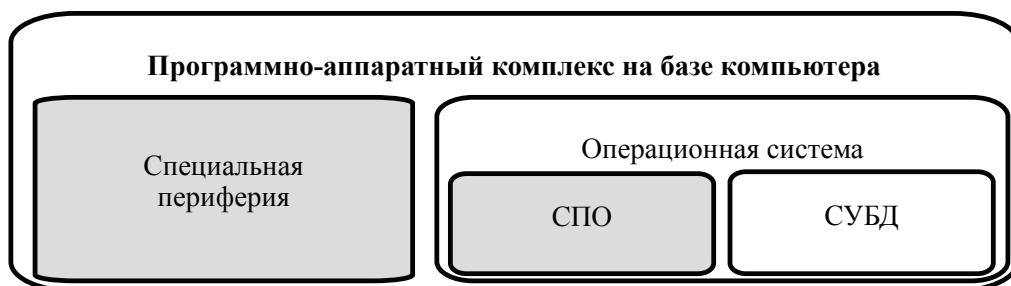 Программно-аппаратный комплекс на базе компьютера
Специальная
периферия
Операционная система
СПО
СУБД